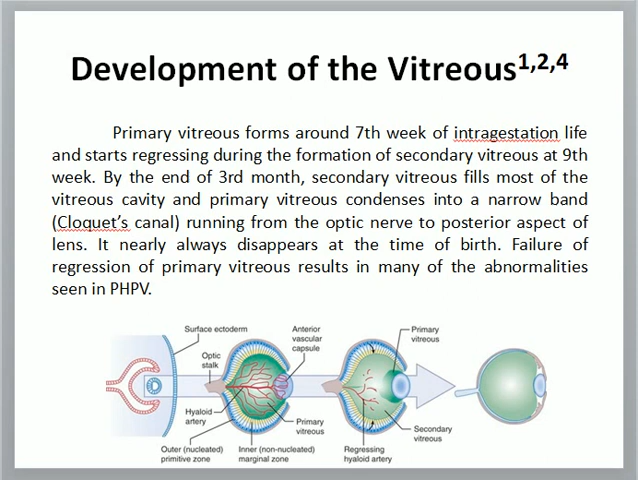 Development of the Vitreous1,2,4
Primary vitreous forms around 7th week of intragestation life
and starts regressing during the formation of secondary vitreous at 9th
week. By the end of 3rd month, secondary vitreous fills most of the
vitreous cavity and primary vitreous condenses into a narrow band
(Cloquet's canal) running from the optic nerve to posterior aspect of
lens. It nearly always disappears at the time of birth. Failure of
regression of primary vitreous results in many of the abnormalities
seen in PHPV.
Surface ectoderm
Optic
stalk
Anterior
vascular
capsule
Primary
vitreous
Hyaloid
artery
Primary
vitreous
Secondary
vitreous
Outer (nucleated)
primitive zone
Inner (non-nucleated)
marginal zone
Regressing
hyaloid artery